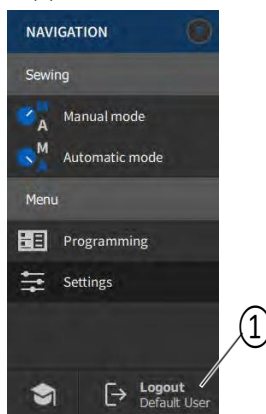 NAVIGATION
Sewing
M
A
Manual mode
M
A
Automatic mode
Menu
Programming
Settings
Logout
Default User
1